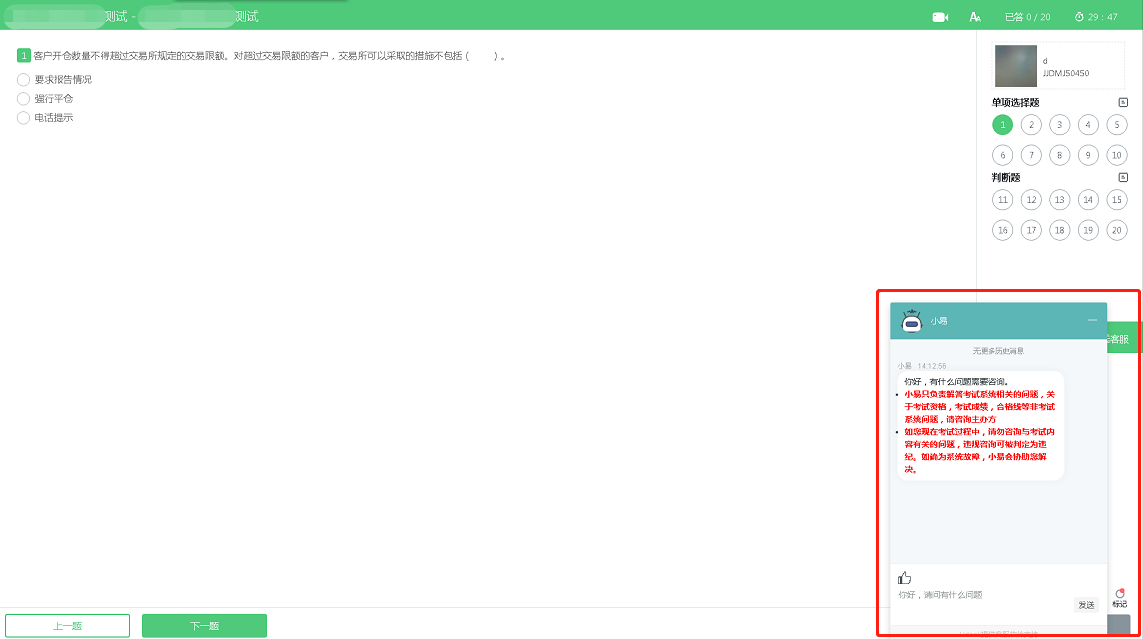 测试 - 测试
已答 0 / 20
29 : 47
1 客户开仓数量不得超过交易所规定的交易限额。对超过交易限额的客户，交易所可以采取的措施不包括（　　）。
要求报告情况
强行平仓
电话提示
d
JJDMJ50450
单项选择题
1 2 3 4 5
6 7 8 9 10
判断题
11 12 13 14 15
16 17 18 19 20
小易
客服
无更多历史消息
小易 14:12:56
你好，有什么问题需要咨询。
小易只负责解答考试系统相关的问题，关
于考试资格，考试成绩，合格线等非考试
系统问题，请咨询主办方
如您现在考试过程中，请勿咨询与考试内
容有关的问题，违规咨询可被判定为违
纪。如确为系统故障，小易会协助您解
决。
你好，请问有什么问题
发送
标记
上一题
下一题